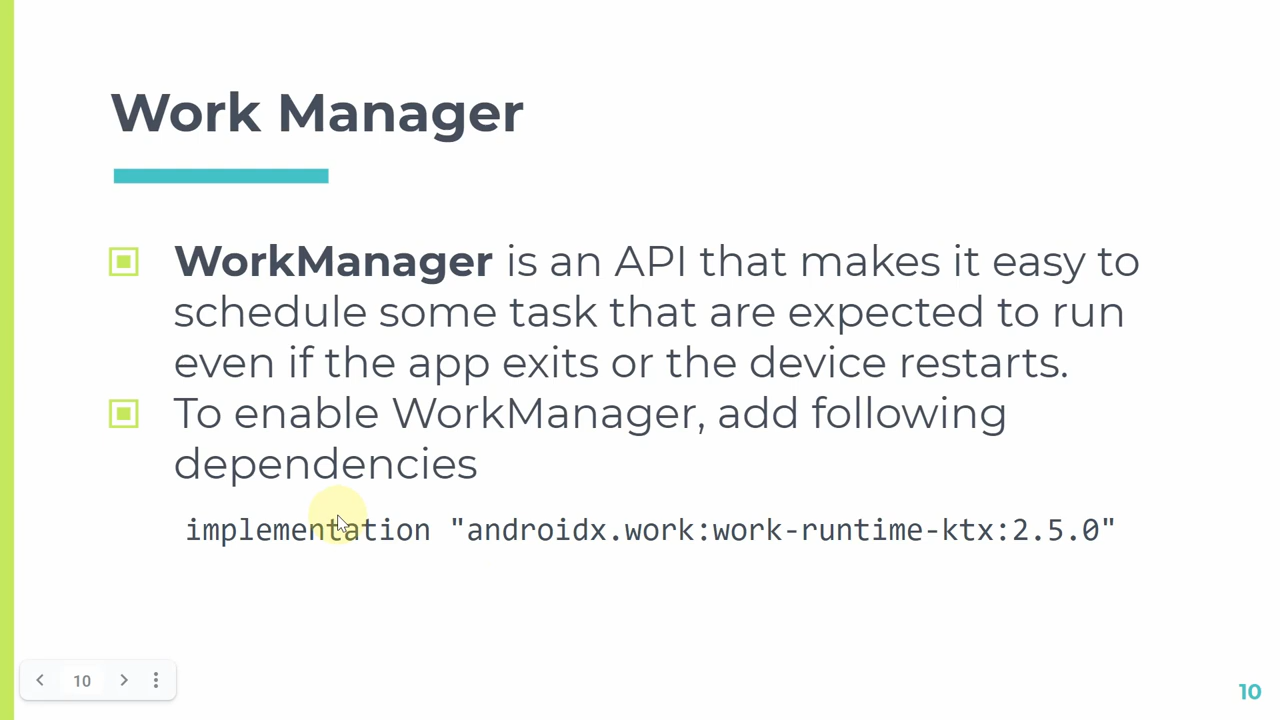 Work Manager
WorkManager is an API that makes it easy to
schedule some task that are expected to run
even if the app exits or the device restarts.
To enable WorkManager, add following
dependencies
implementation "androidx.work:work-runtime-ktx:2.5.0"
10
10